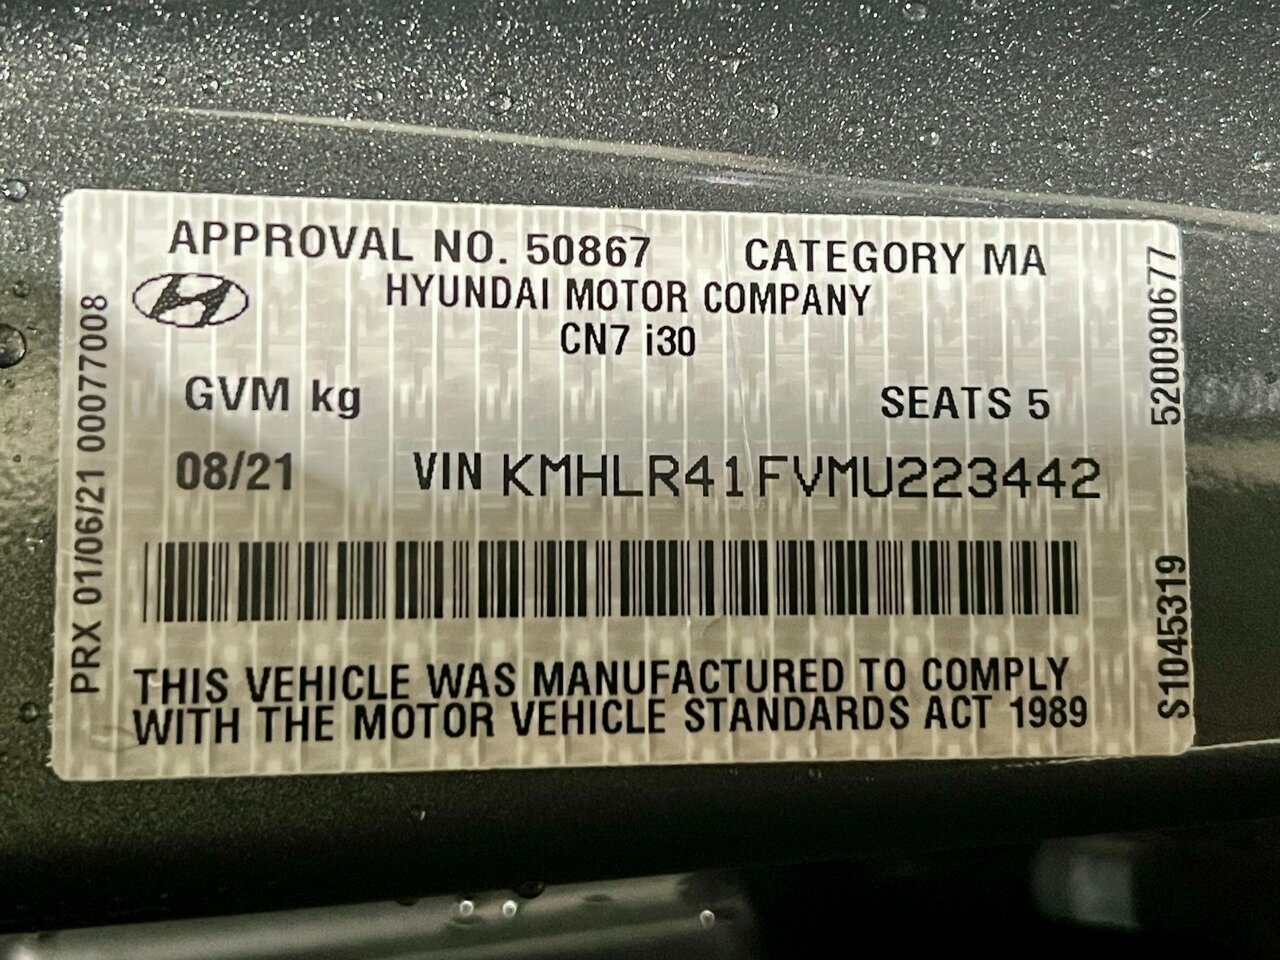 APPROVAL NO. 50867 CATEGORY MA
HYUNDAI MOTOR COMPANY
CN7 i30
GVM kg SEATS 5
08/21 VIN KMHLR41FVMU223442
THIS VEHICLE WAS MANUFACTURED TO COMPLY
WITH THE MOTOR VEHICLE STANDARDS ACT 1989
PRX 01/06/21 00077008
520090677
S1045319